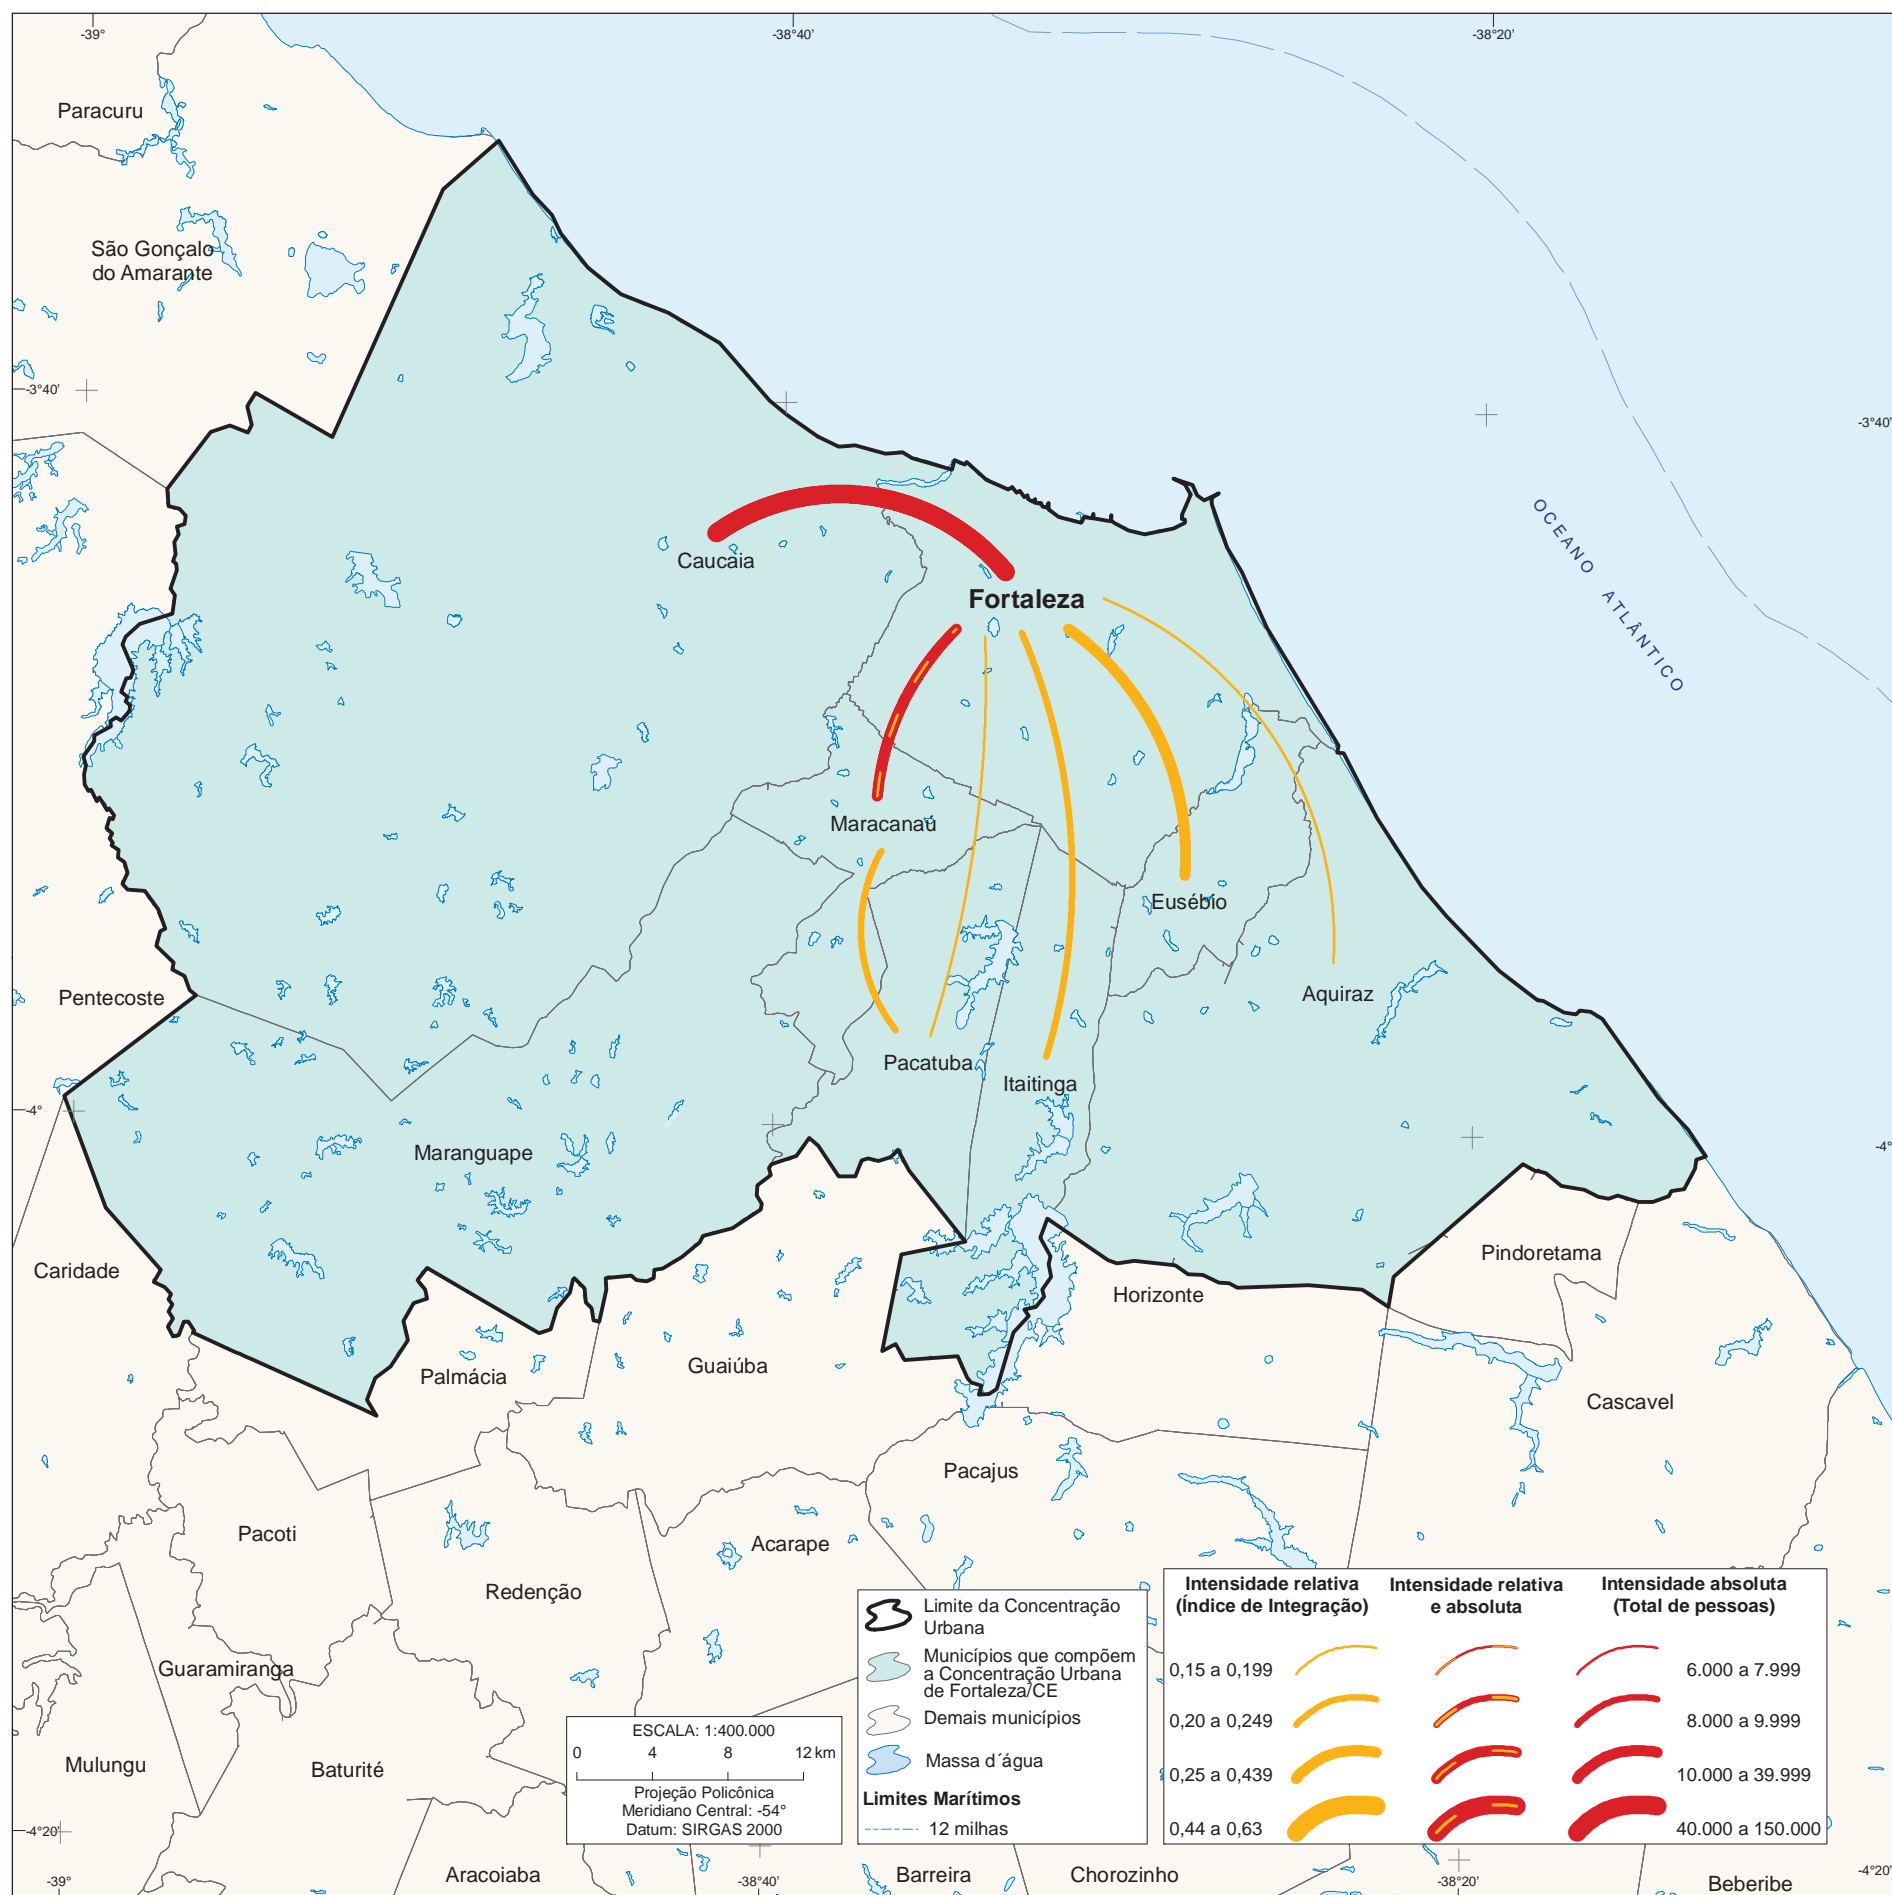 -39°
-38°40'
-38°20'
Paracuru
São Gonçalo
do Amarante
-3°40'
-3°40'
OCEANO ATLÂNTICO
Caucaia
Fortaleza
Maracanaú
Eusébio
Pentecoste
Aquiraz
Pacatuba
Itaitinga
-4°
-4°
Maranguape
Caridade
Pindoretama
Horizonte
Guaiúba
Palmácia
Cascavel
Pacajus
Pacoti
Acarape
Redenção
Guaramiranga
Mulungu
Baturité
Aracoiaba
Barreira
Chorozinho
Beberibe
-4°20'
-4°20'
-39°
-38°40'
-38°20'
ESCALA: 1:400.000
0 4 8 12 km
Projeção Policônica
Meridiano Central: -54°
Datum: SIRGAS 2000
Limite da Concentração
Urbana
Municípios que compõem
a Concentração Urbana
de Fortaleza/CE
Demais municípios
Massa d´água
Limites Marítimos
12 milhas
Intensidade relativa
(Índice de Integração)
Intensidade relativa
e absoluta
Intensidade absoluta
(Total de pessoas)
0,15 a 0,199
6.000 a 7.999
0,20 a 0,249
8.000 a 9.999
0,25 a 0,439
10.000 a 39.999
0,44 a 0,63
40.000 a 150.000